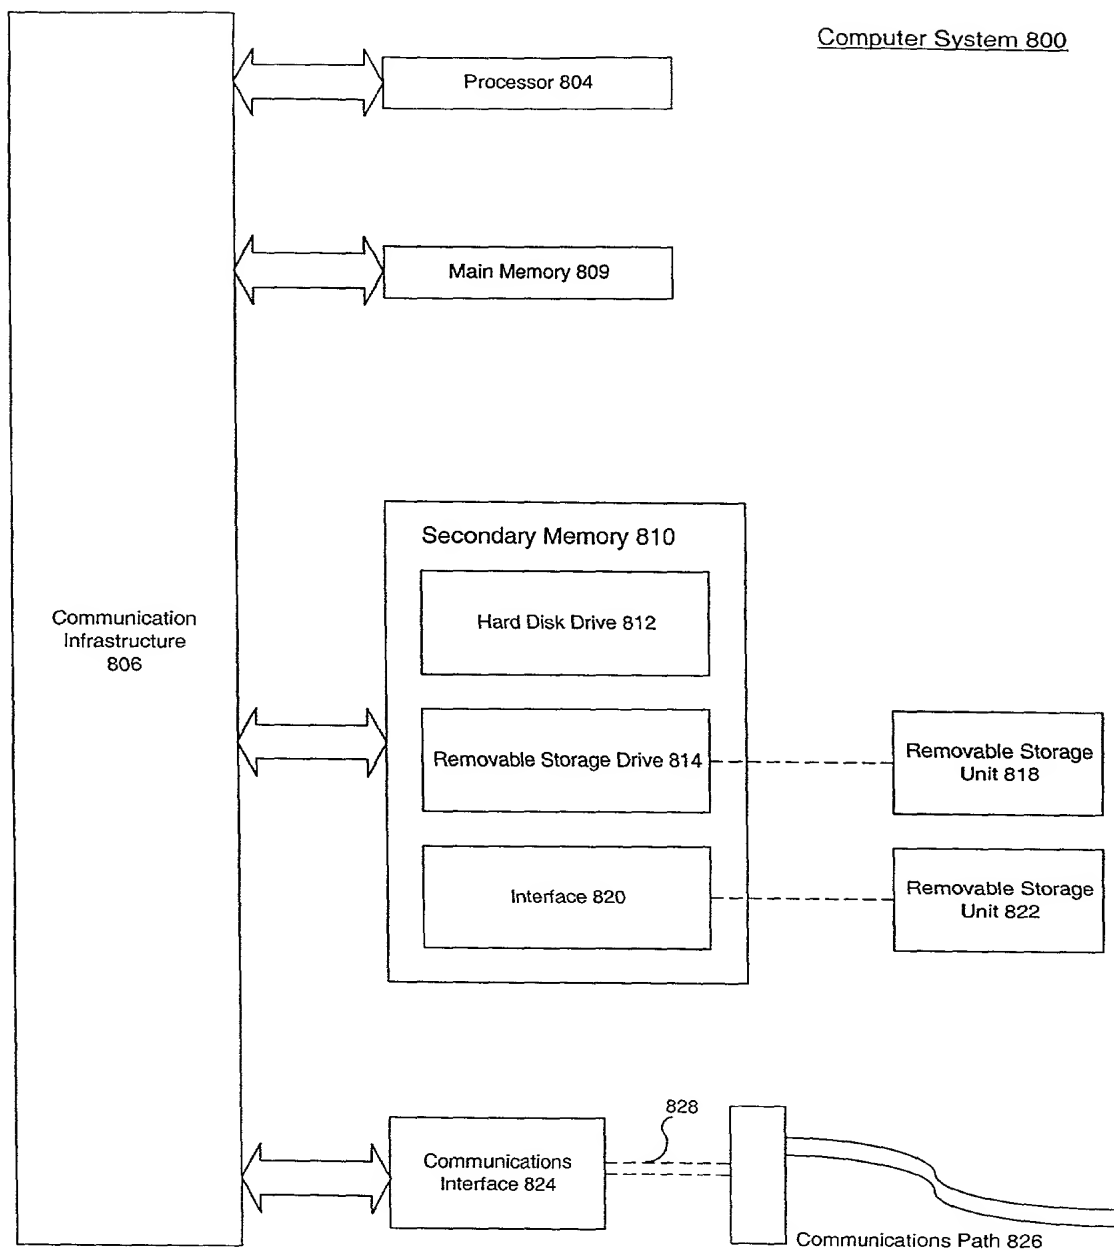 Computer System 800
Processor 804
Main Memory 809
Secondary Memory 810
Hard Disk Drive 812
Communication
Infrastructure
806
Removable Storage Drive 814
Removable Storage
Unit 818
Interface 820
Removable Storage
Unit 822
828
Communications
Interface 824
Communications Path 826